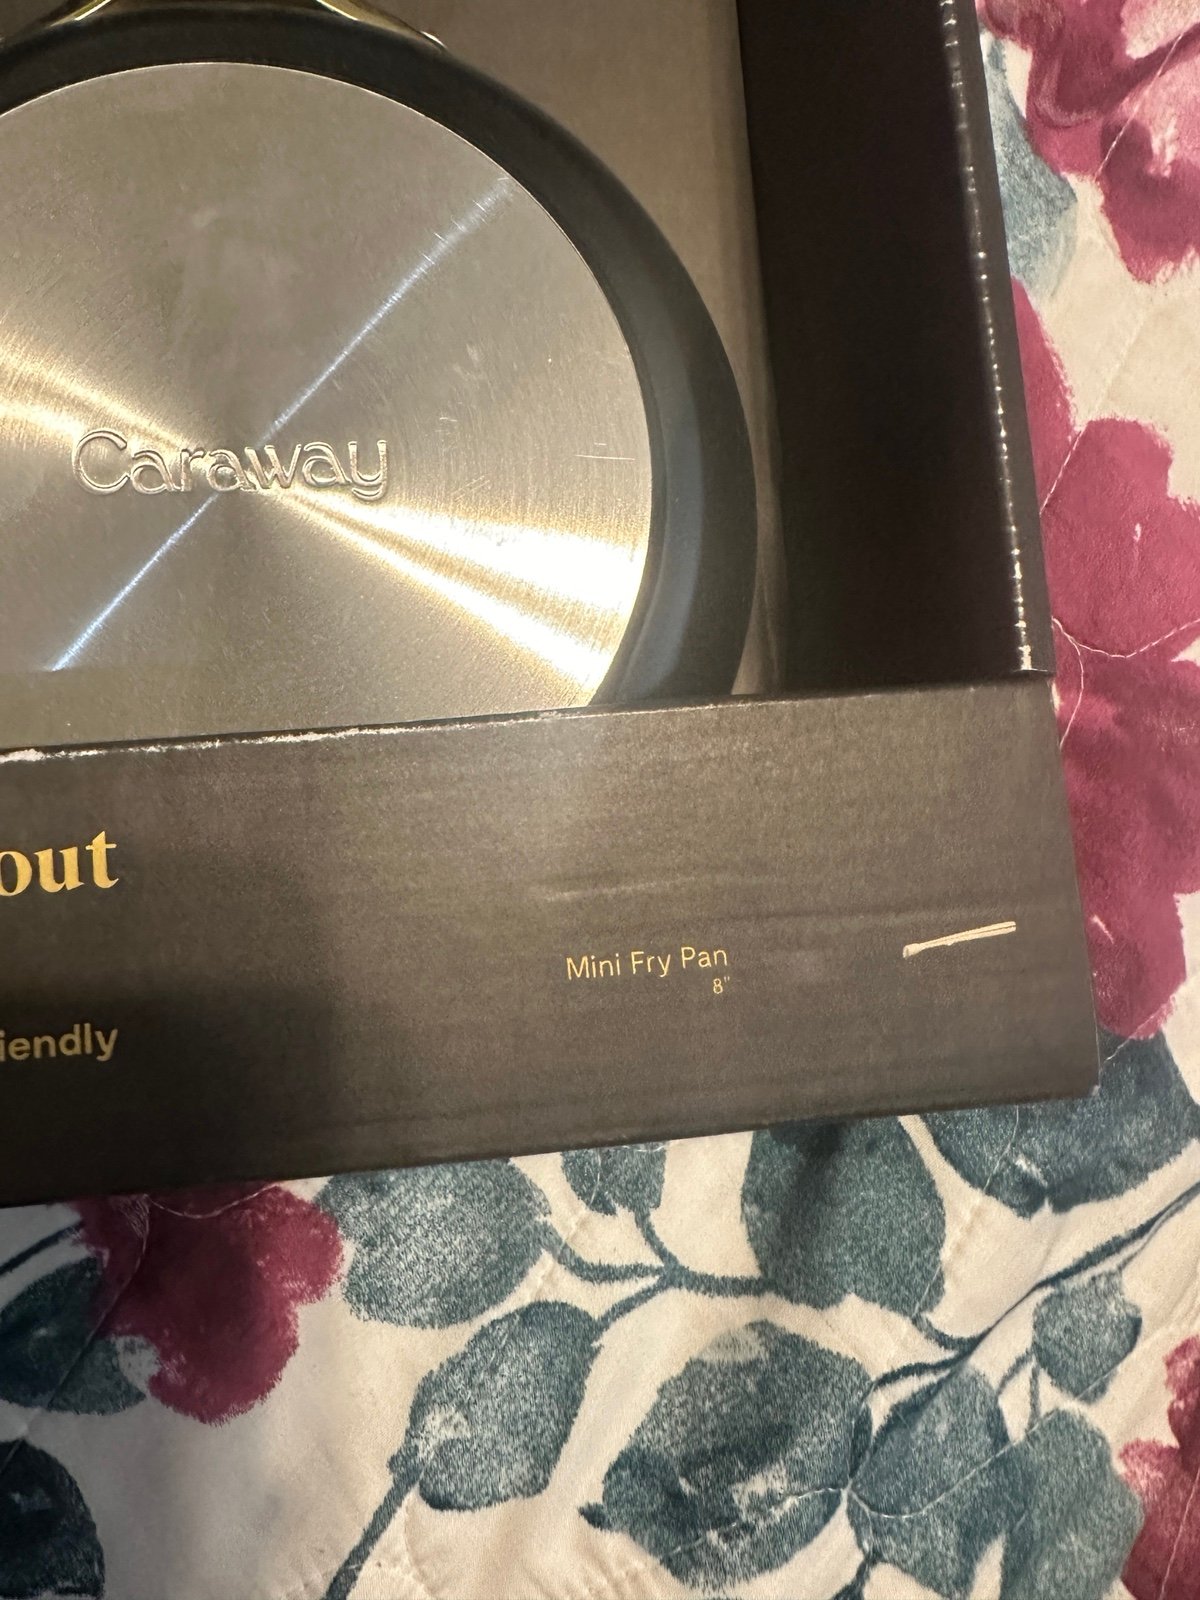 Caraway
out
Mini Fry Pan
8"
iendly